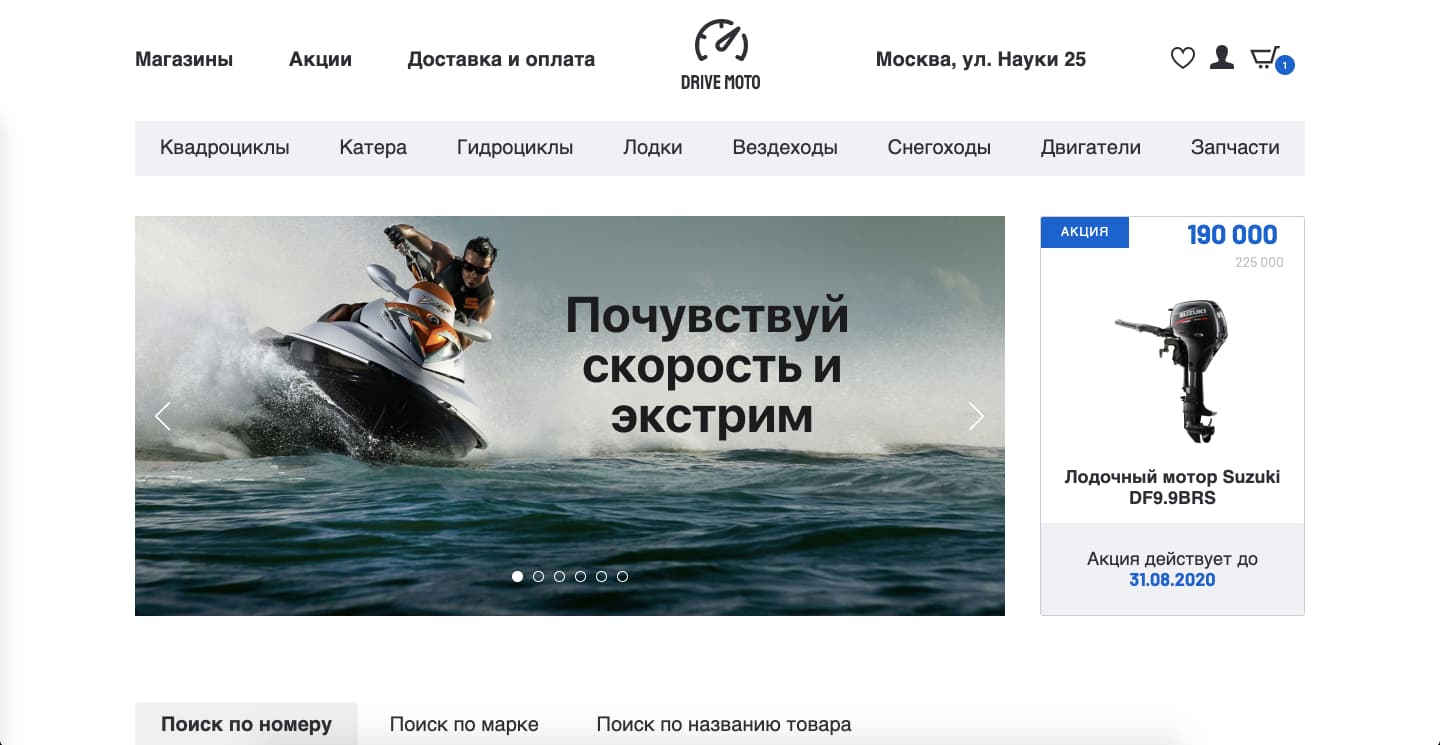 Магазины
Акции
Доставка и оплата
DRIVE MOTO
Москва, ул. Науки 25
1
Квадроциклы
Катера
Гидроциклы
Лодки
Вездеходы
Снегоходы
Двигатели
Запчасти
Почувствуй
скорость и
экстрим
АКЦИЯ
190 000
225 000
SUZUKI
Лодочный мотор Suzuki
DF9.9BRS
Акция действует до
31.08.2020
Поиск по номеру
Поиск по марке
Поиск по названию товара